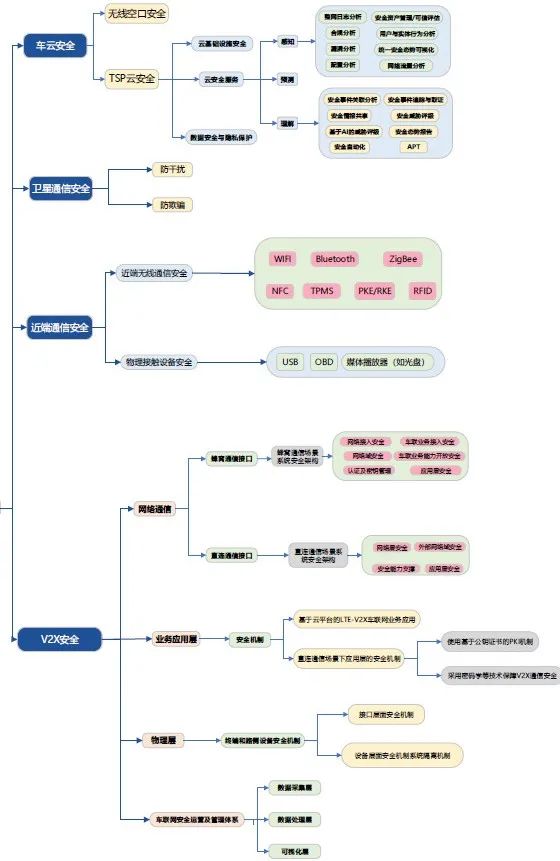 车云安全
无线空口安全
TSP云安全
云基础设施安全
云安全服务
数据安全与隐私保护
感知
预测
理解
整网日志分析
安全资产管理/可信评估
合规分析
用户与实体行为分析
漏洞分析
统一安全态势可视化
配置分析
网络流量分析
安全事件关联分析
安全事件追踪与取证
安全情报共享
安全威胁评级
基于AI的威胁评级
安全态势报告
安全自动化
APT
卫星通信安全
防干扰
防欺骗
近端通信安全
近端无线通信安全
WIFI
Bluetooth
ZigBee
NFC
TPMS
PKE/RKE
RFID
物理接触设备安全
USB
OBD
媒体播放器（如光盘）
V2X安全
网络通信
蜂窝通信接口
蜂窝通信场景
系统安全架构
网络接入安全
车联业务接入安全
网络域安全
车联业务能力开放安全
认证及密钥管理
应用层安全
直连通信接口
直连通信场景系
统安全架构
网络层安全
外部网络域安全
安全能力支撑
应用层安全
业务应用层
安全机制
基于云平台的LTE-V2X车联网业务应用
直连通信场景下应用层的安全机制
使用基于公钥证书的PKI机制
采用密码学等技术保障V2X通信安全
物理层
终端和路侧设备安全机制
接口层面安全机制
设备层面安全机制系统隔离机制
车联网安全运营及管理体系
数据采集层
数据处理层
可视化层